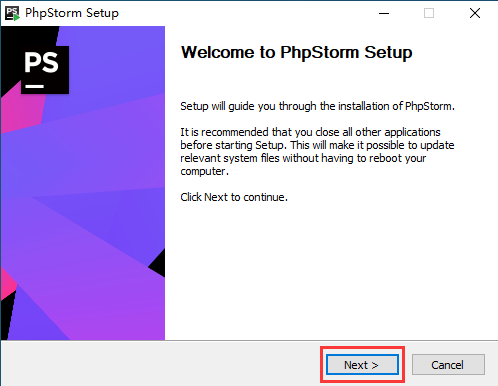 PhpStorm Setup
PS
Welcome to PhpStorm Setup
Setup will guide you through the installation of PhpStorm.
It is recommended that you close all other applications
before starting Setup. This will make it possible to update
relevant system files without having to reboot your
computer.
Click Next to continue.
Next >
Cancel